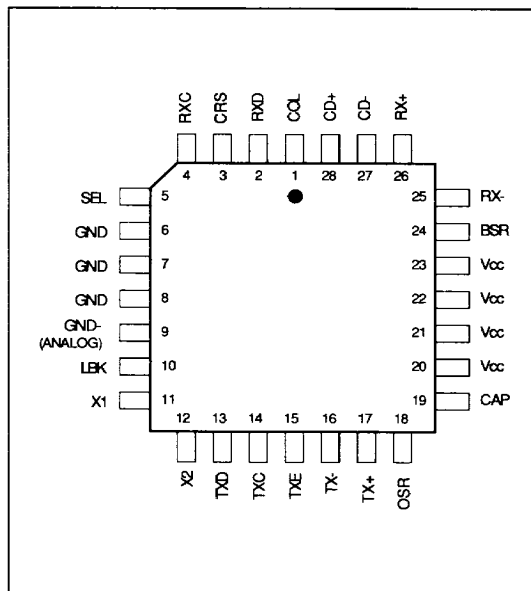 RXC CRS RXD COL CD+ CD- RX+
4 3 2 1 28 27 26
SEL 5 25 RX-
GND 6 24 BSR
GND 7 23 Vcc
GND 8 22 Vcc
GND-
(ANALOG) 9 21 Vcc
LBK 10 20 Vcc
X1 11 19 CAP
12 13 14 15 16 17 18
X2 TXD TXC TXE TX- TX+ OSR